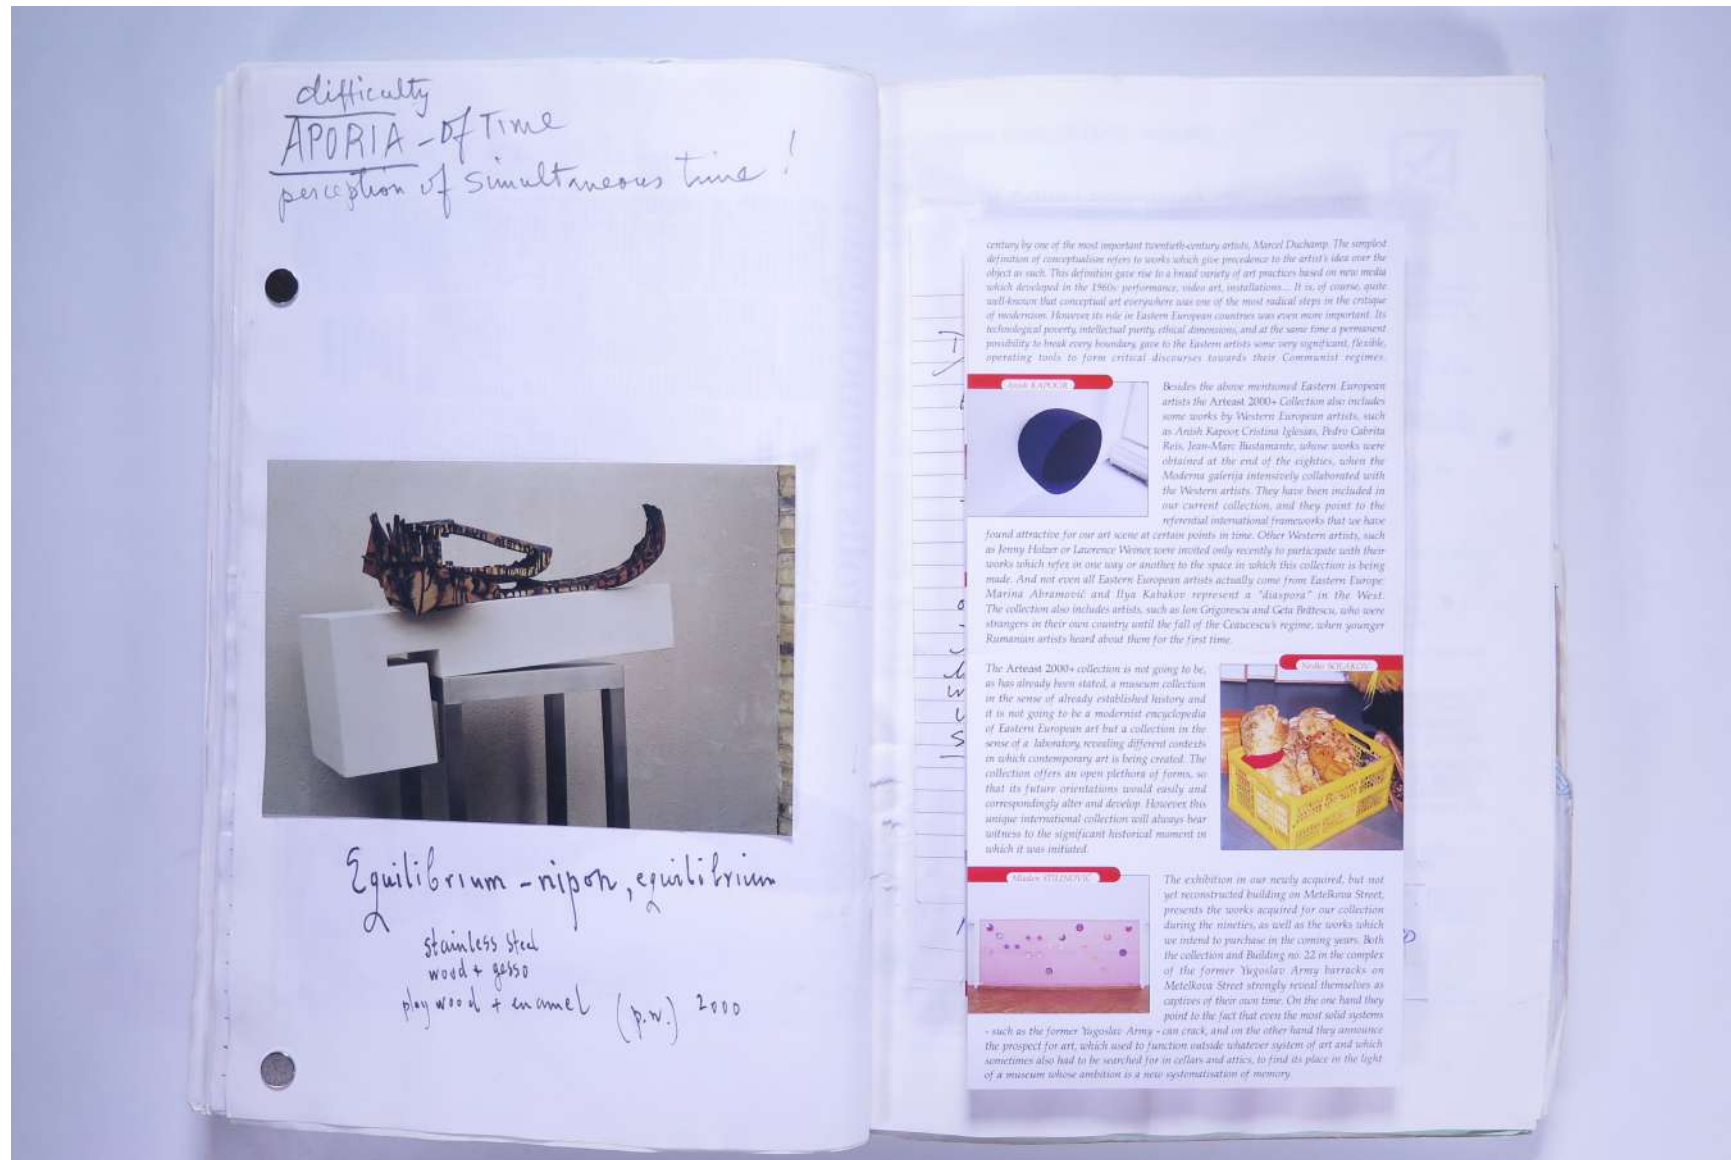 difficulty
APORIA - of Time
perception of simultaneous time!
Equilibrium - nipon, equilibrium
stainless steel
wood + gesso
play wood + enamel (p.w.) 2000
century by one of the most important twentieth-century artists, Marcel Duchamp. The simplest
definition of conceptualism refers to works which give precedence to the artist's idea over the
object as such. This definition gave rise to a broad variety of art practices based on new media
which developed in the 1960s: performance, video art, installations... It is, of course, quite
well-known that conceptual art everywhere was one of the most radical steps in the critique
of modernism. However, its role in Eastern European countries was even more important. Its
technological poverty, intellectual purity, ethical dimensions, and at the same time a permanent
possibility to break every boundary, gave to the Eastern artists some very significant, flexible,
operating tools to form critical discourses towards their Communist regimes.
Anish KAPOOR
Besides the above mentioned Eastern European
artists the Arteast 2000+ Collection also includes
some works by Western European artists, such
as Anish Kapoor, Cristina Iglesias, Pedro Cabrita
Reis, Jean-Marc Bustamante, whose works were
obtained at the end of the eighties, when the
Moderna galerija intensively collaborated with
the Western artists. They have been included in
our current collection, and they point to the
referential international frameworks that we have
found attractive for our art scene at certain points in time. Other Western artists, such
as Jenny Holzer or Lawrence Weiner, were invited only recently to participate with their
works which refer in one way or another to the space in which this collection is being
made. And not even all Eastern European artists actually come from Eastern Europe:
Marina Abramović and Ilya Kabakov represent a "diaspora" in the West.
The collection also includes artists, such as Ion Grigorescu and Geta Brătescu, who were
strangers in their own country until the fall of the Ceaucescu's regime, when younger
Rumanian artists heard about them for the first time.
Nedko SOLAKOV
The Arteast 2000+ collection is not going to be,
as has already been stated, a museum collection
in the sense of already established history and
it is not going to be a modernist encyclopedia
of Eastern European art but a collection in the
sense of a laboratory, revealing different contexts
in which contemporary art is being created. The
collection offers an open plethora of forms, so
that its future orientations would easily and
correspondingly alter and develop. However, this
unique international collection will always bear
witness to the significant historical moment in
which it was initiated.
Mladen STILINOVIĆ
The exhibition in our newly acquired, but not
yet reconstructed building on Metelkova Street,
presents the works acquired for our collection
during the nineties, as well as the works which
we intend to purchase in the coming years. Both
the collection and Building no. 22 in the complex
of the former Yugoslav Army barracks on
Metelkova Street strongly reveal themselves as
captives of their own time. On the one hand they
point to the fact that even the most solid systems
- such as the former Yugoslav Army - can crack, and on the other hand they announce
the prospect for art, which used to function outside whatever system of art and which
sometimes also had to be searched for in cellars and attics, to find its place in the light
of a museum whose ambition is a new systematisation of memory.